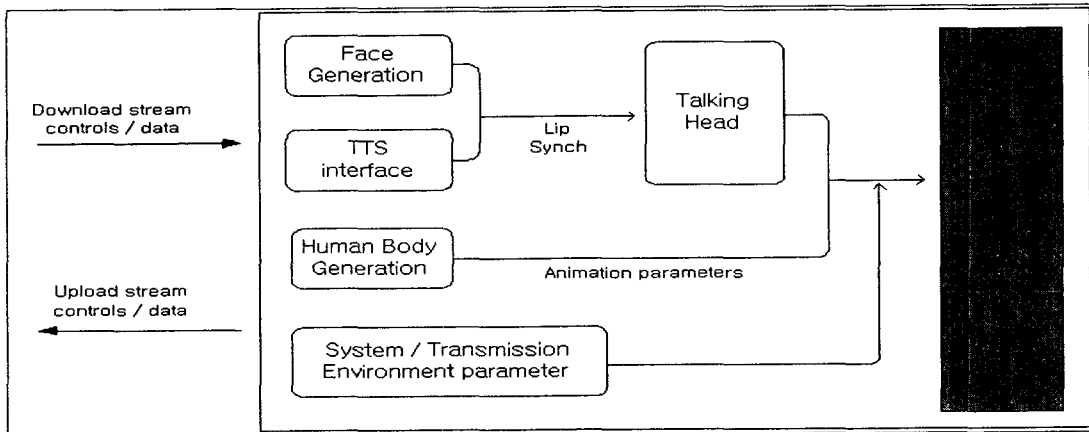 Face
Generation
Download stream
controls / data
TTS
interface
Lip
Synch
Talking
Head
Human Body
Generation
Animation parameters
Upload stream
controls / data
System / Transmission
Environment parameter